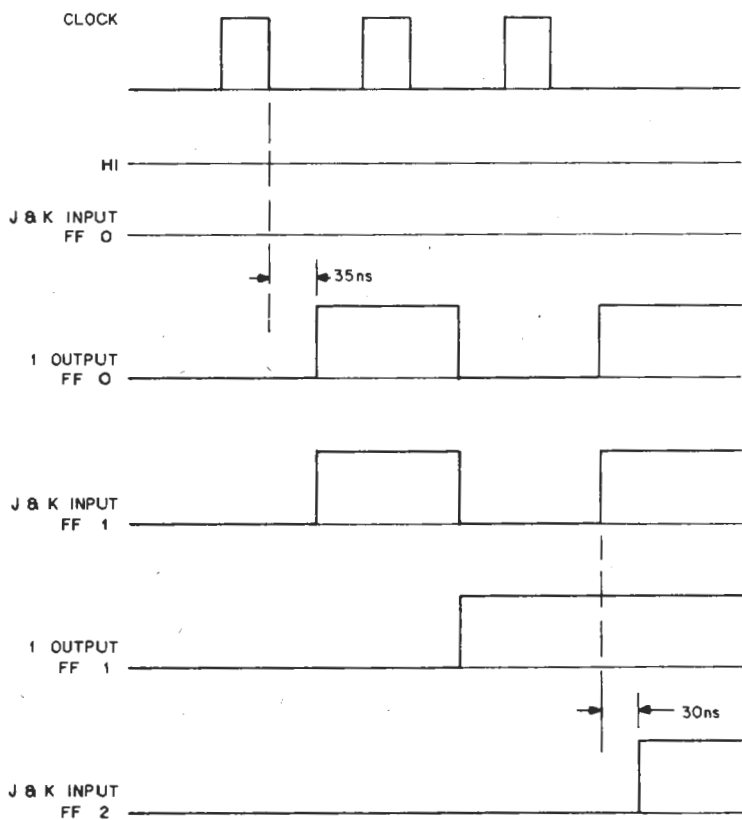 CLOCK
HI
J & K INPUT
FF 0
35ns
1 OUTPUT
FF 0
J & K INPUT
FF 1
1 OUTPUT
FF 1
30ns
J & K INPUT
FF 2